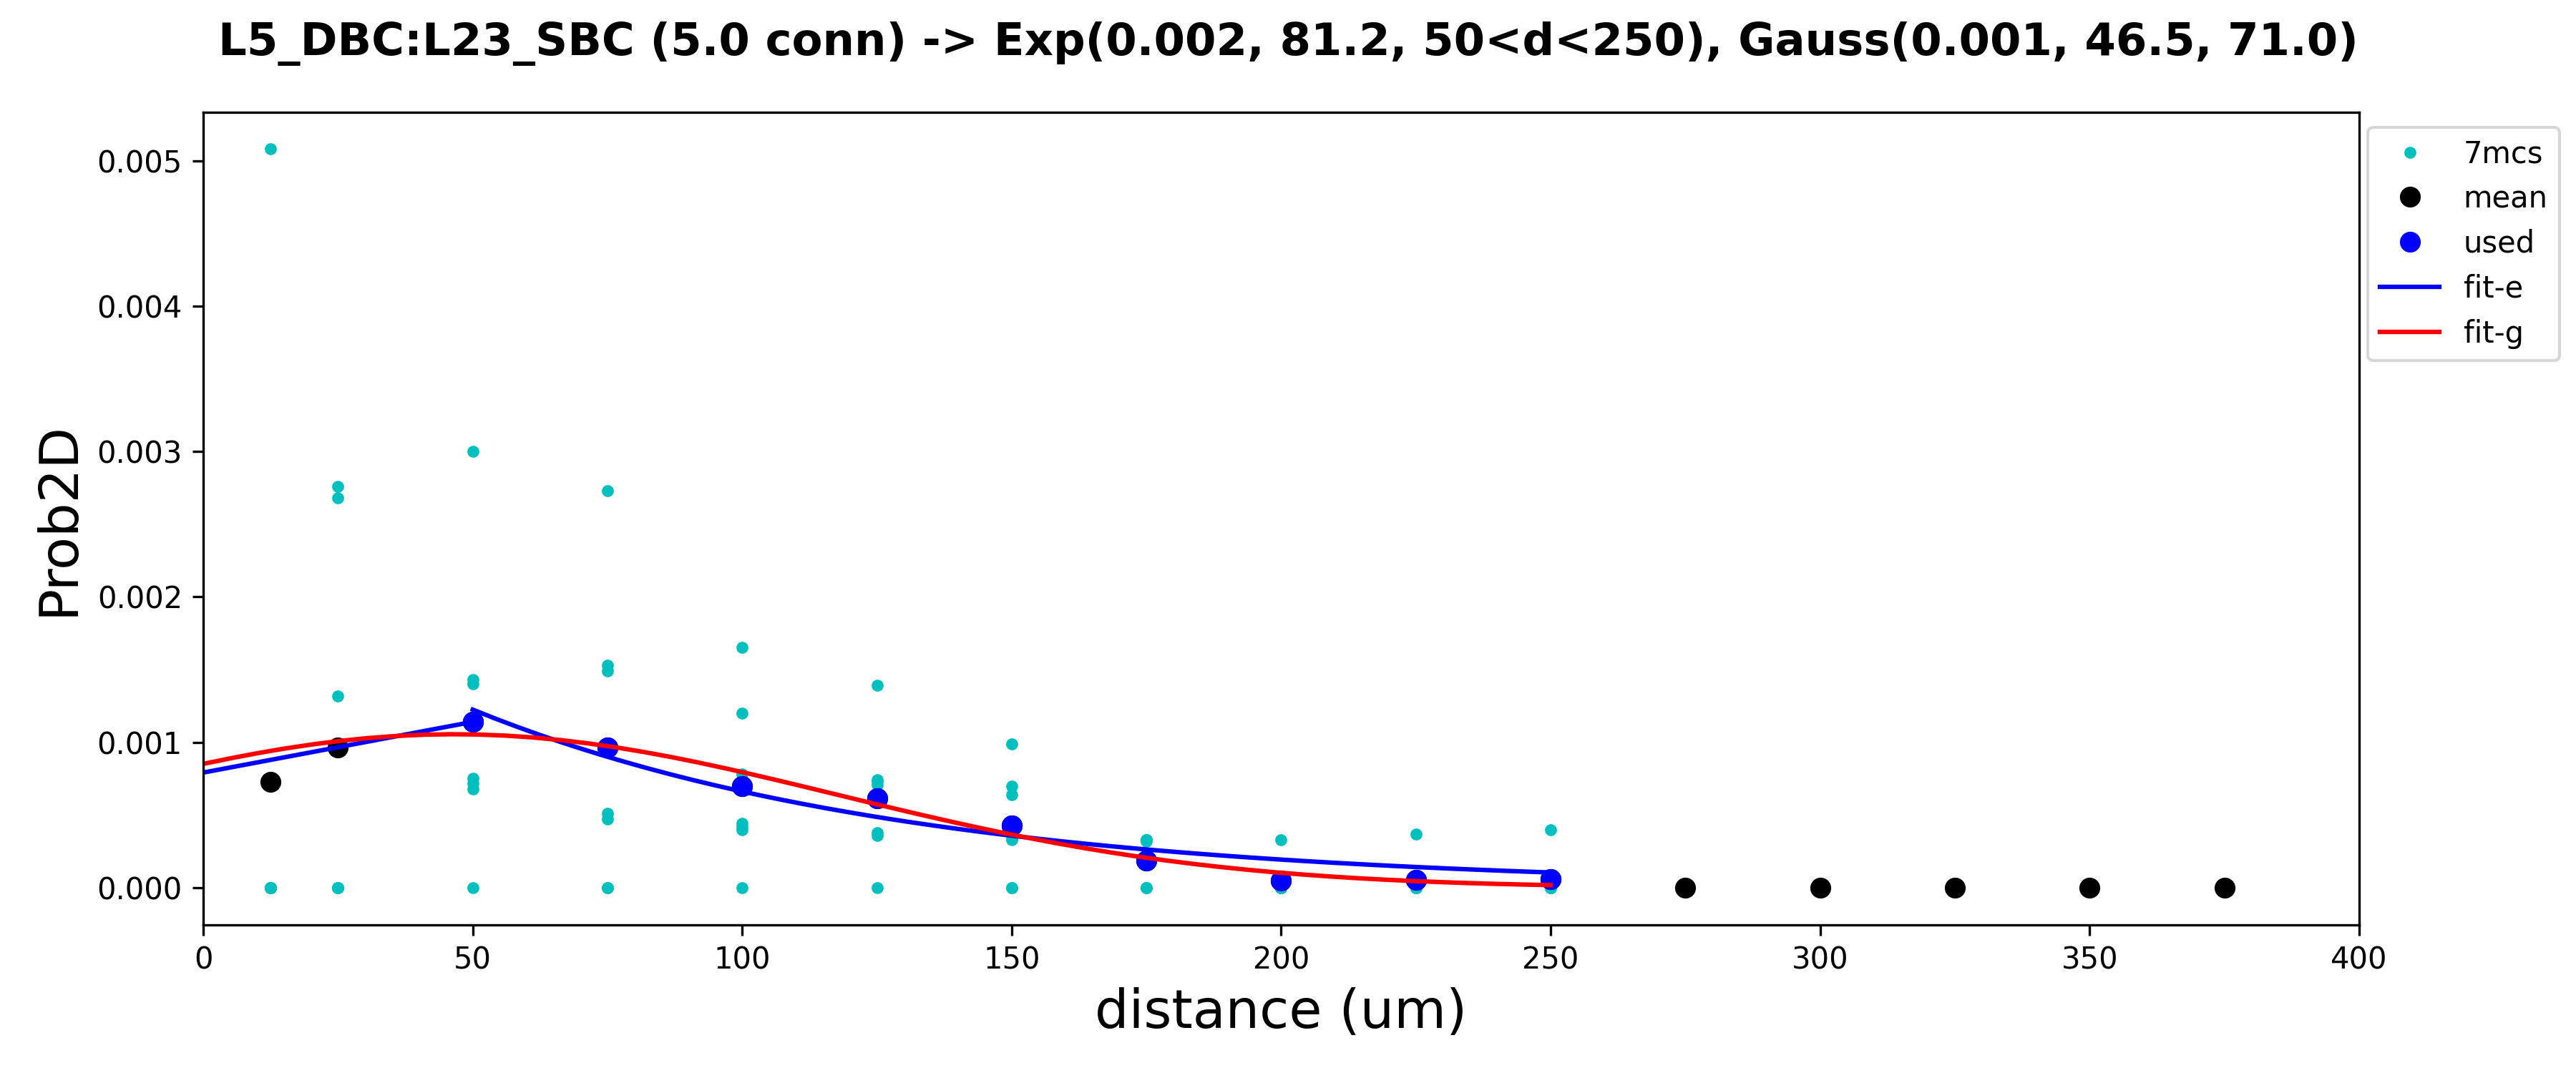 L5_DBC:L23_SBC (5.0 conn) -> Exp(0.002, 81.2, 50<d<250), Gauss(0.001, 46.5, 71.0)
7mcs
mean
used
fit-e
fit-g
0.005
0.004
0.003
0.002
0.001
0.000
Prob2D
0 50 100 150 200 250 300 350 400
distance (um)